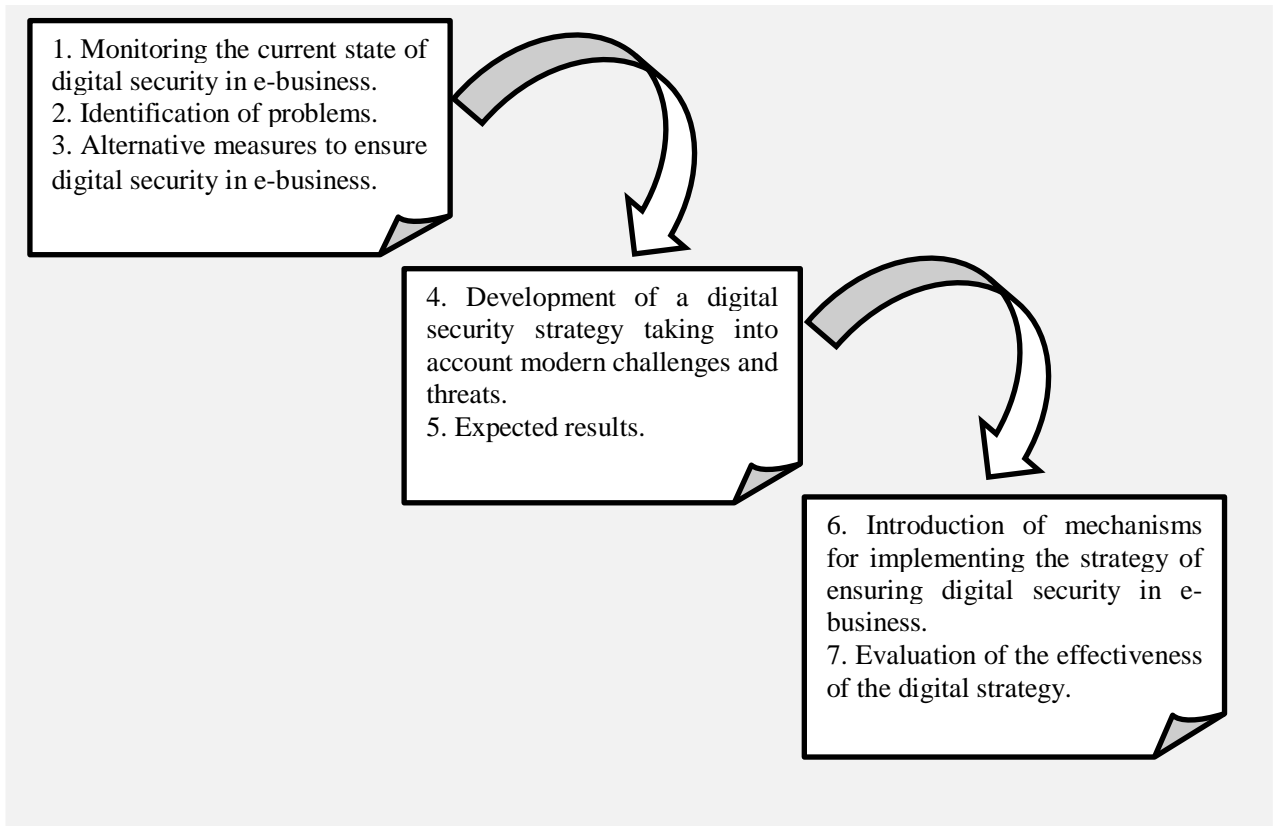 1. Monitoring the current state of
digital security in e-business.
2. Identification of problems.
3. Alternative measures to ensure
digital security in e-business.
4. Development of a digital
security strategy taking into
account modern challenges and
threats.
5. Expected results.
6. Introduction of mechanisms
for implementing the strategy of
ensuring digital security in e-
business.
7. Evaluation of the effectiveness
of the digital strategy.